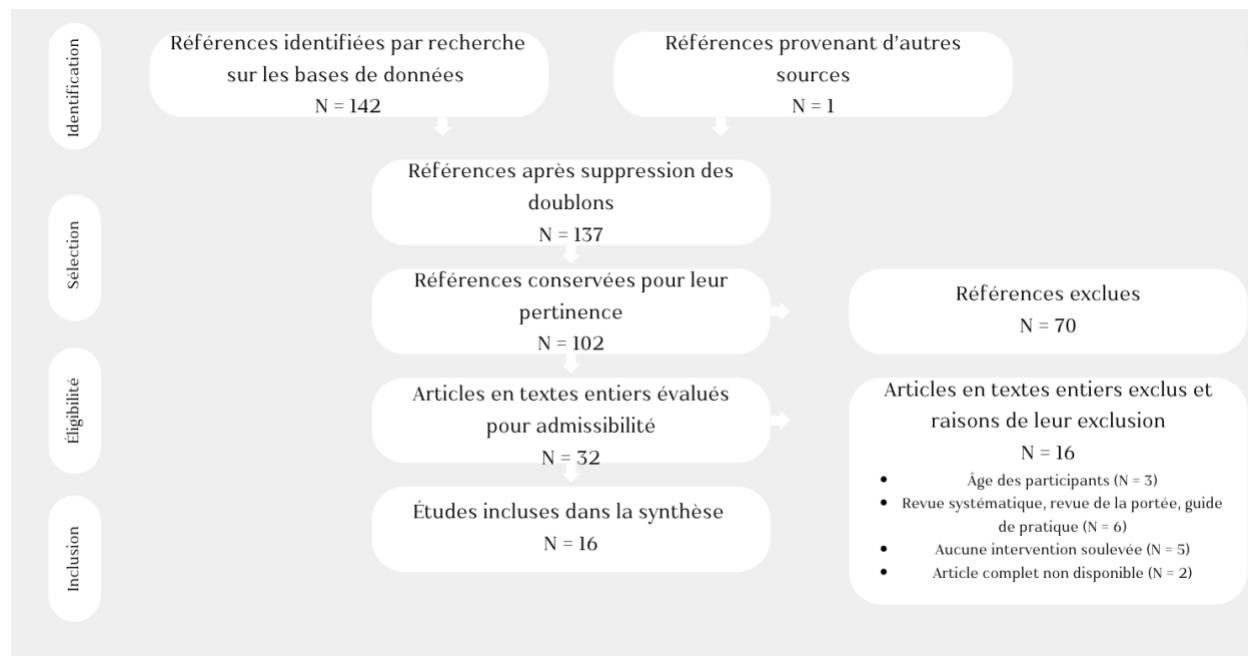 Identification
Références identifiées par recherche
sur les bases de données
N = 142
Références provenant d'autres
sources
N = 1
Sélection
Références après suppression des
doublons
N = 137
Références conservées pour leur
pertinence
N = 102
Références exclues
N = 70
Éligibilité
Articles en textes entiers évalués
pour admissibilité
N = 32
Articles en textes entiers exclus et
raisons de leur exclusion
N = 16
• Âge des participants (N = 3)
• Revue systématique, revue de la portée, guide
de pratique (N = 6)
• Aucune intervention soulevée (N = 5)
• Article complet non disponible (N = 2)
Inclusion
Études incluses dans la synthèse
N = 16